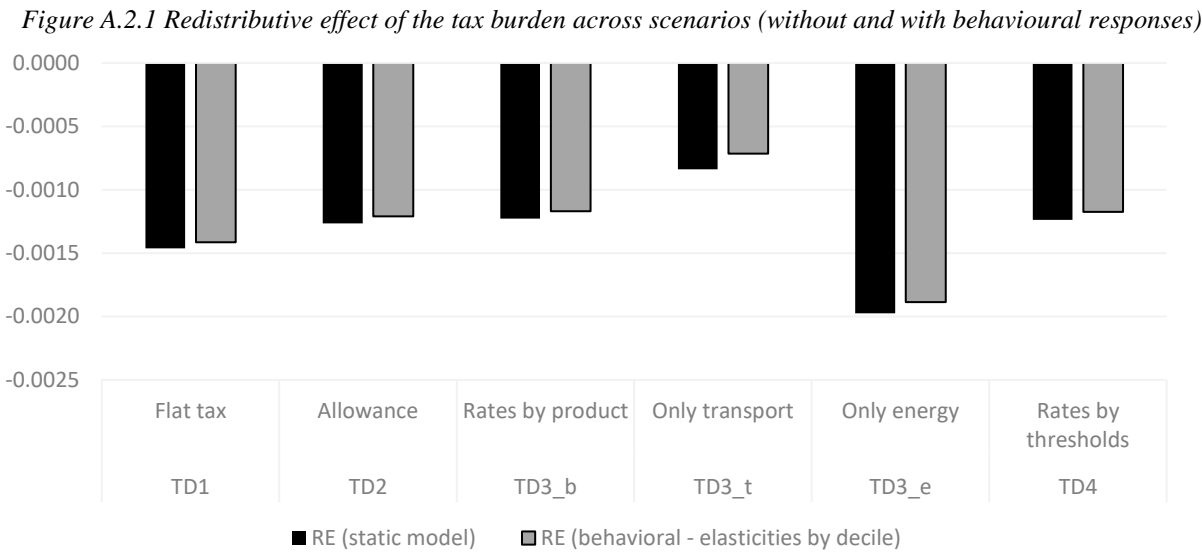 Figure A.2.1 Redistributive effect of the tax burden across scenarios (without and with behavioural responses)
0.0000
-0.0005
-0.0010
-0.0015
-0.0020
-0.0025
Flat tax
Allowance
Rates by product
Only transport
Only energy
Rates by
thresholds
TD1
TD2
TD3_b
TD3_t
TD3_e
TD4
RE (static model)
RE (behavioral - elasticities by decile)